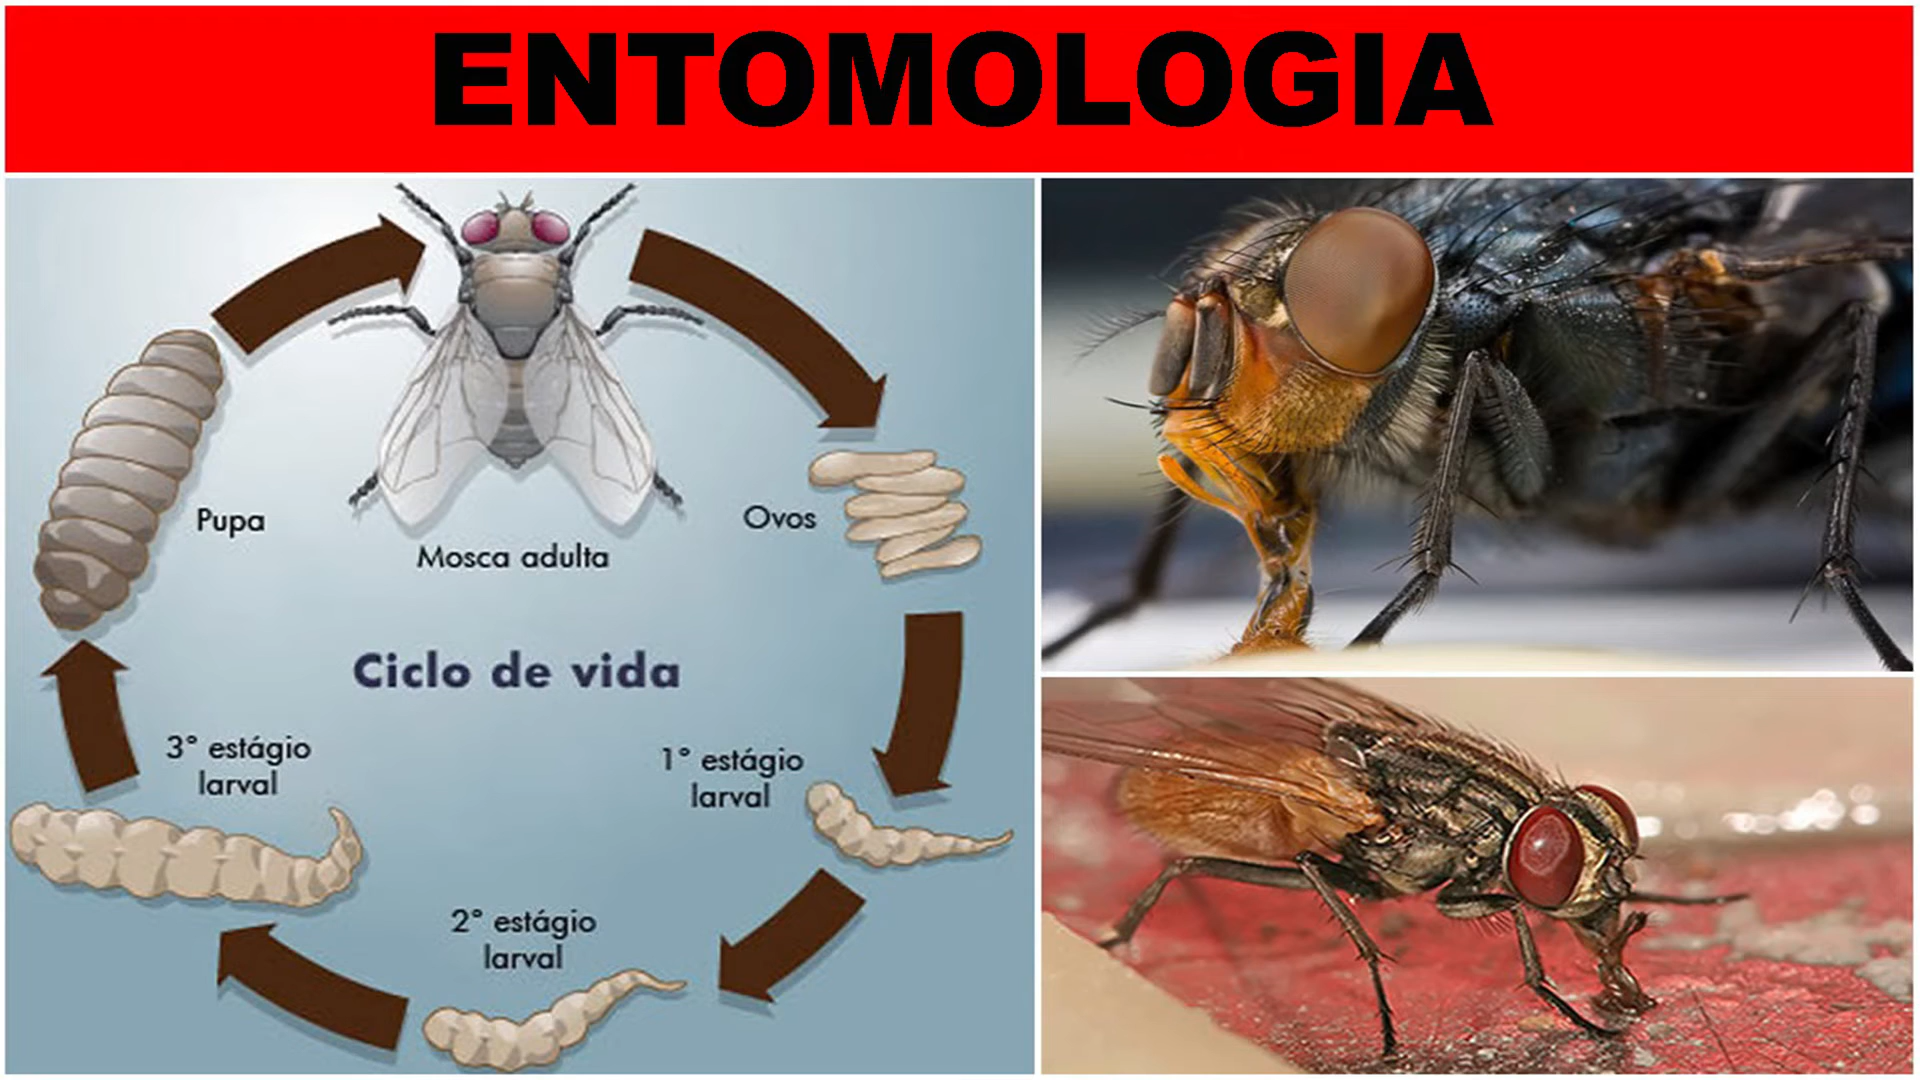 ENTOMOLOGIA
Pupa
Mosca adulta
Ovos
Ciclo de vida
3° estágio
larval
1° estágio
larval
2° estágio
larval